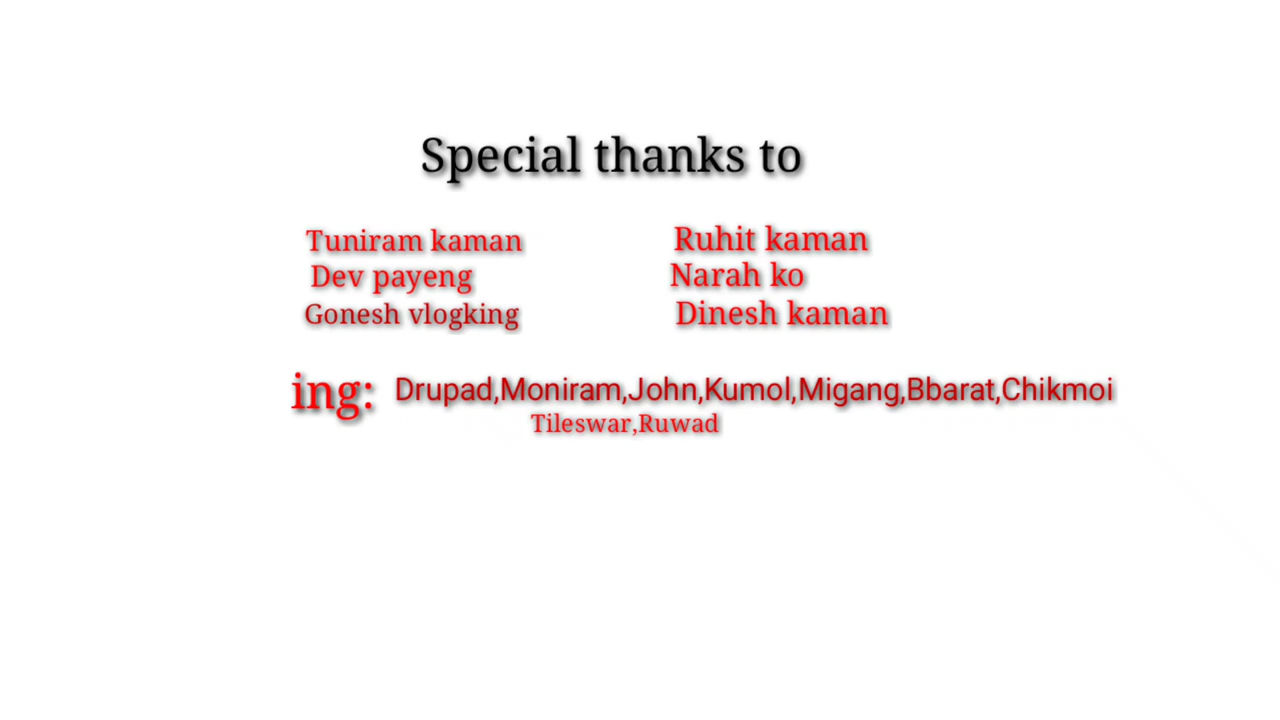 Special thanks to
Tuniram kaman
Dev payeng
Gonesh vlogking
Ruhit kaman
Narah ko
Dinesh kaman
ing: Drupad,Moniram,John,Kumol,Migang,Bbarat,Chikmoi
Tileswar,Ruwad